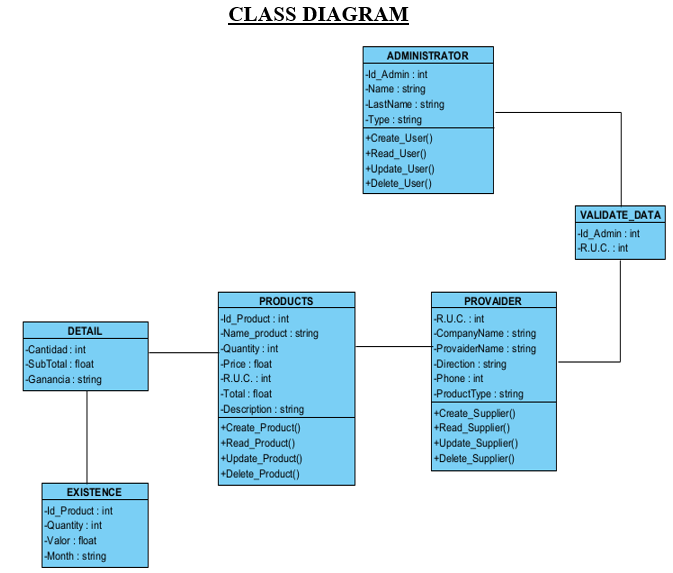 CLASS DIAGRAM
ADMINISTRATOR
-Id_Admin : int
-Name : string
-LastName : string
-Type : string
+Create_User()
+Read_User()
+Update_User()
+Delete_User()
VALIDATE_DATA
-Id_Admin : int
-R.U.C. : int
PRODUCTS
-Id_Product : int
-Name_product : string
-Quantity : int
-Price : float
-R.U.C. : int
-Total : float
-Description : string
+Create_Product()
+Read_Product()
+Update_Product()
+Delete_Product()
PROVAIDER
-R.U.C. : int
-CompanyName : string
-ProvaiderName : string
-Direction : string
-Phone : int
-ProductType : string
+Create_Supplier()
+Read_Supplier()
+Update_Supplier()
+Delete_Supplier()
DETAIL
-Cantidad : int
-SubTotal : float
-Ganancia : string
EXISTENCE
-Id_Product : int
-Quantity : int
-Valor : float
-Month : string